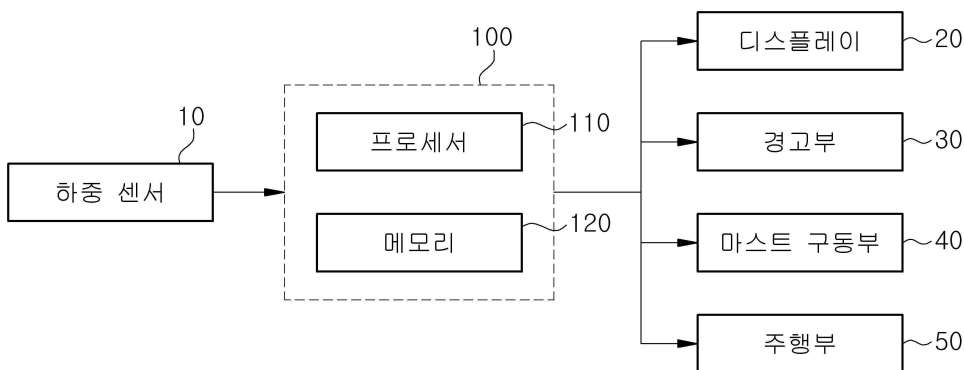 100
10
하중 센서
프로세서
110
메모리
120
디스플레이
20
경고부
30
마스트 구동부
40
주행부
50